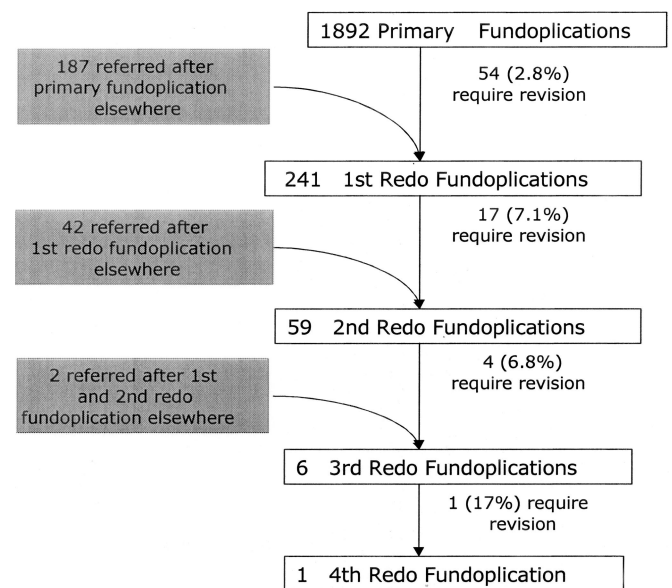 1892 Primary Fundoplications
187 referred after
primary fundoplication
elsewhere
54 (2.8%)
require revision
241 1st Redo Fundoplications
42 referred after
1st redo fundoplication
elsewhere
17 (7.1%)
require revision
59 2nd Redo Fundoplications
2 referred after 1st
and 2nd redo
fundoplication elsewhere
4 (6.8%)
require revision
6 3rd Redo Fundoplications
1 (17%) require
revision
1 4th Redo Fundoplication